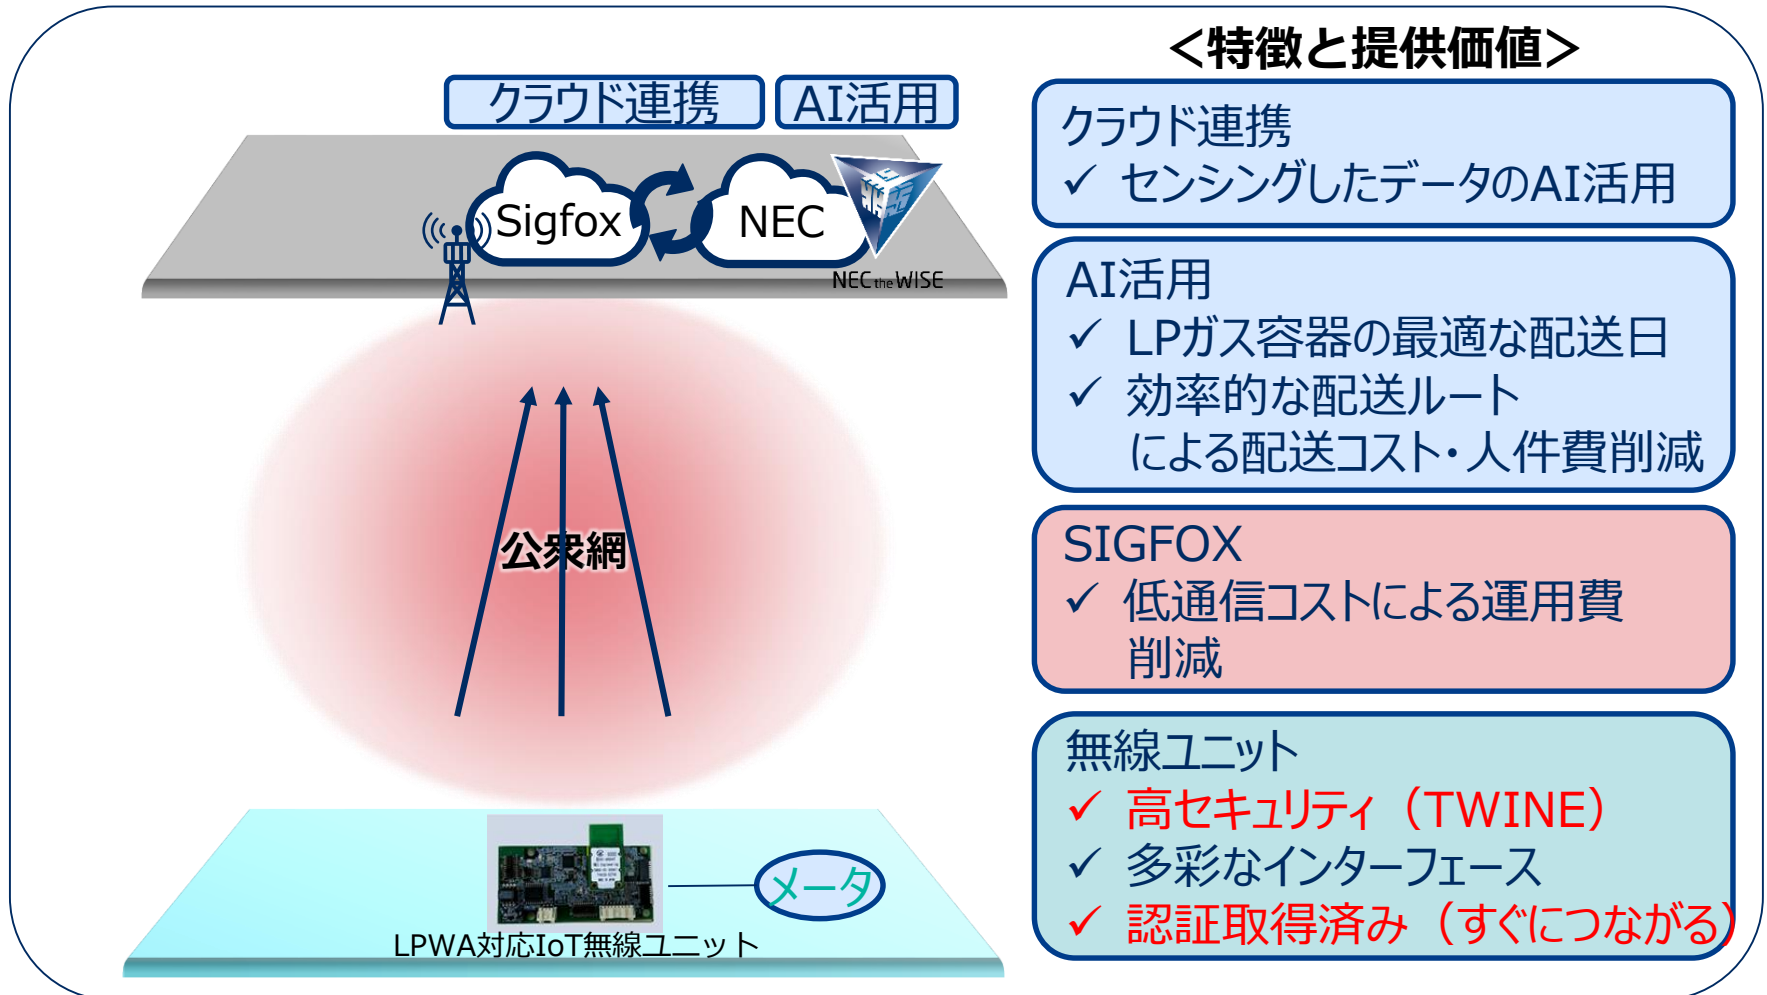 ＜特徴と提供価値＞
クラウド連携
AI活用
Sigfox
NEC
NEC the WISE
公衆網
メータ
LPWA対応IoT無線ユニット
クラウド連携
✓ センシングしたデータのAI活用
AI活用
✓ LPガス容器の最適な配送日
✓ 効率的な配送ルート
による配送コスト・人件費削減
SIGFOX
✓ 低通信コストによる運用費
削減
無線ユニット
✓ 高セキュリティ（TWINE）
✓ 多彩なインターフェース
✓ 認証取得済み（すぐにつながる）